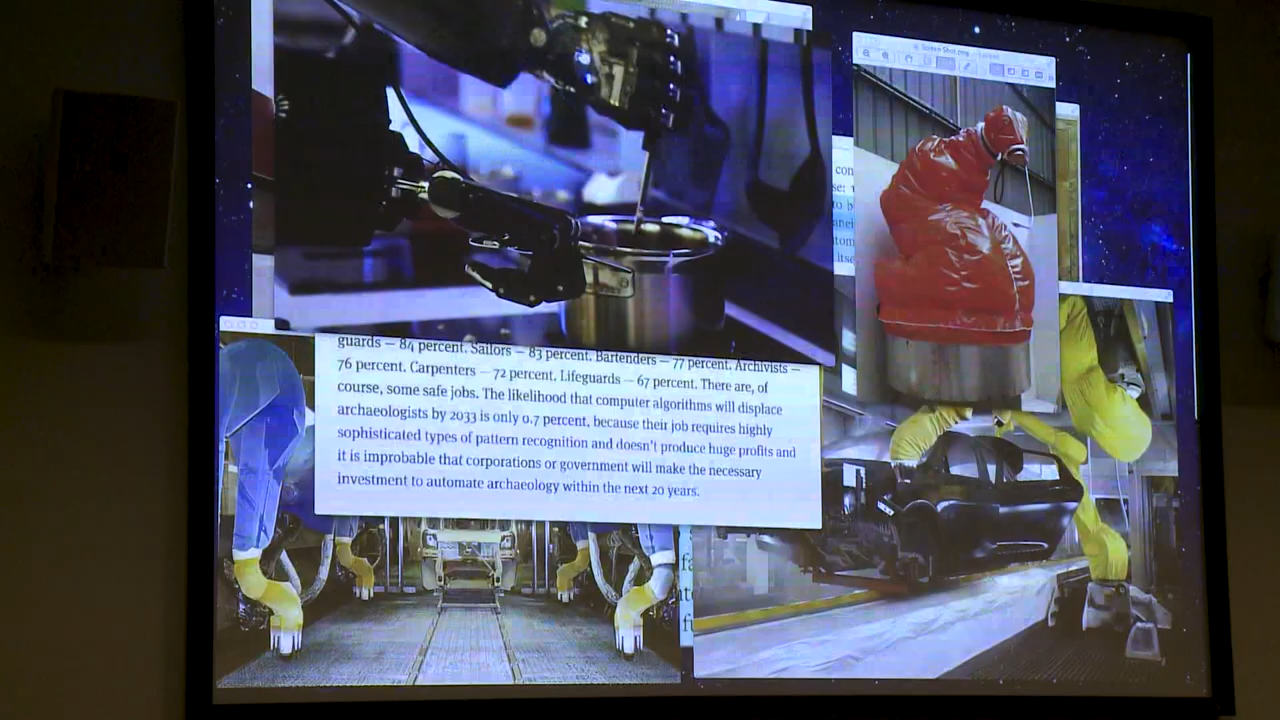 Screen Shot.png
guards — 84 percent. Sailors — 83 percent. Bartenders — 77 percent. Archivists —
76 percent. Carpenters — 72 percent. Lifeguards — 67 percent. There are, of
course, some safe jobs. The likelihood that computer algorithms will displace
archaeologists by 2033 is only 0.7 percent, because their job requires highly
sophisticated types of pattern recognition and doesn't produce huge profits and
it is improbable that corporations or government will make the necessary
investment to automate archaeology within the next 20 years.